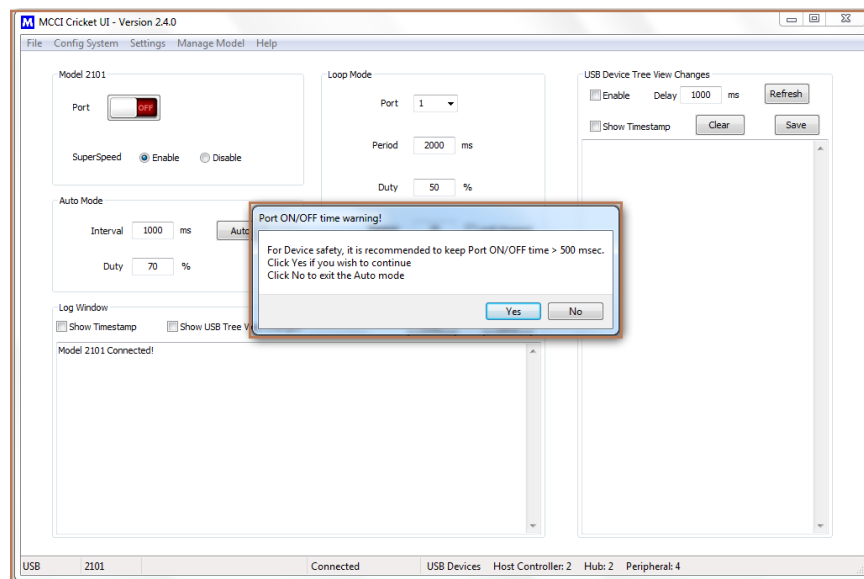 MCCI Cricket UI - Version 2.4.0
File Config System Settings Manage Model Help
Model 2101
Port OFF
SuperSpeed Enable Disable
Auto Mode
Interval 1000 ms Auto
Duty 70 %
Loop Mode
Port 1
Period 2000 ms
Duty 50 %
USB Device Tree View Changes
Enable Delay 1000 ms Refresh
Show Timestamp Clear Save
Port ON/OFF time warning!
For Device safety, it is recommended to keep Port ON/OFF time > 500 msec.
Click Yes if you wish to continue
Click No to exit the Auto mode
Yes No
Log Window
Show Timestamp Show USB Tree
Model 2101 Connected!
USB 2101 Connected USB Devices Host Controller: 2 Hub: 2 Peripheral: 4